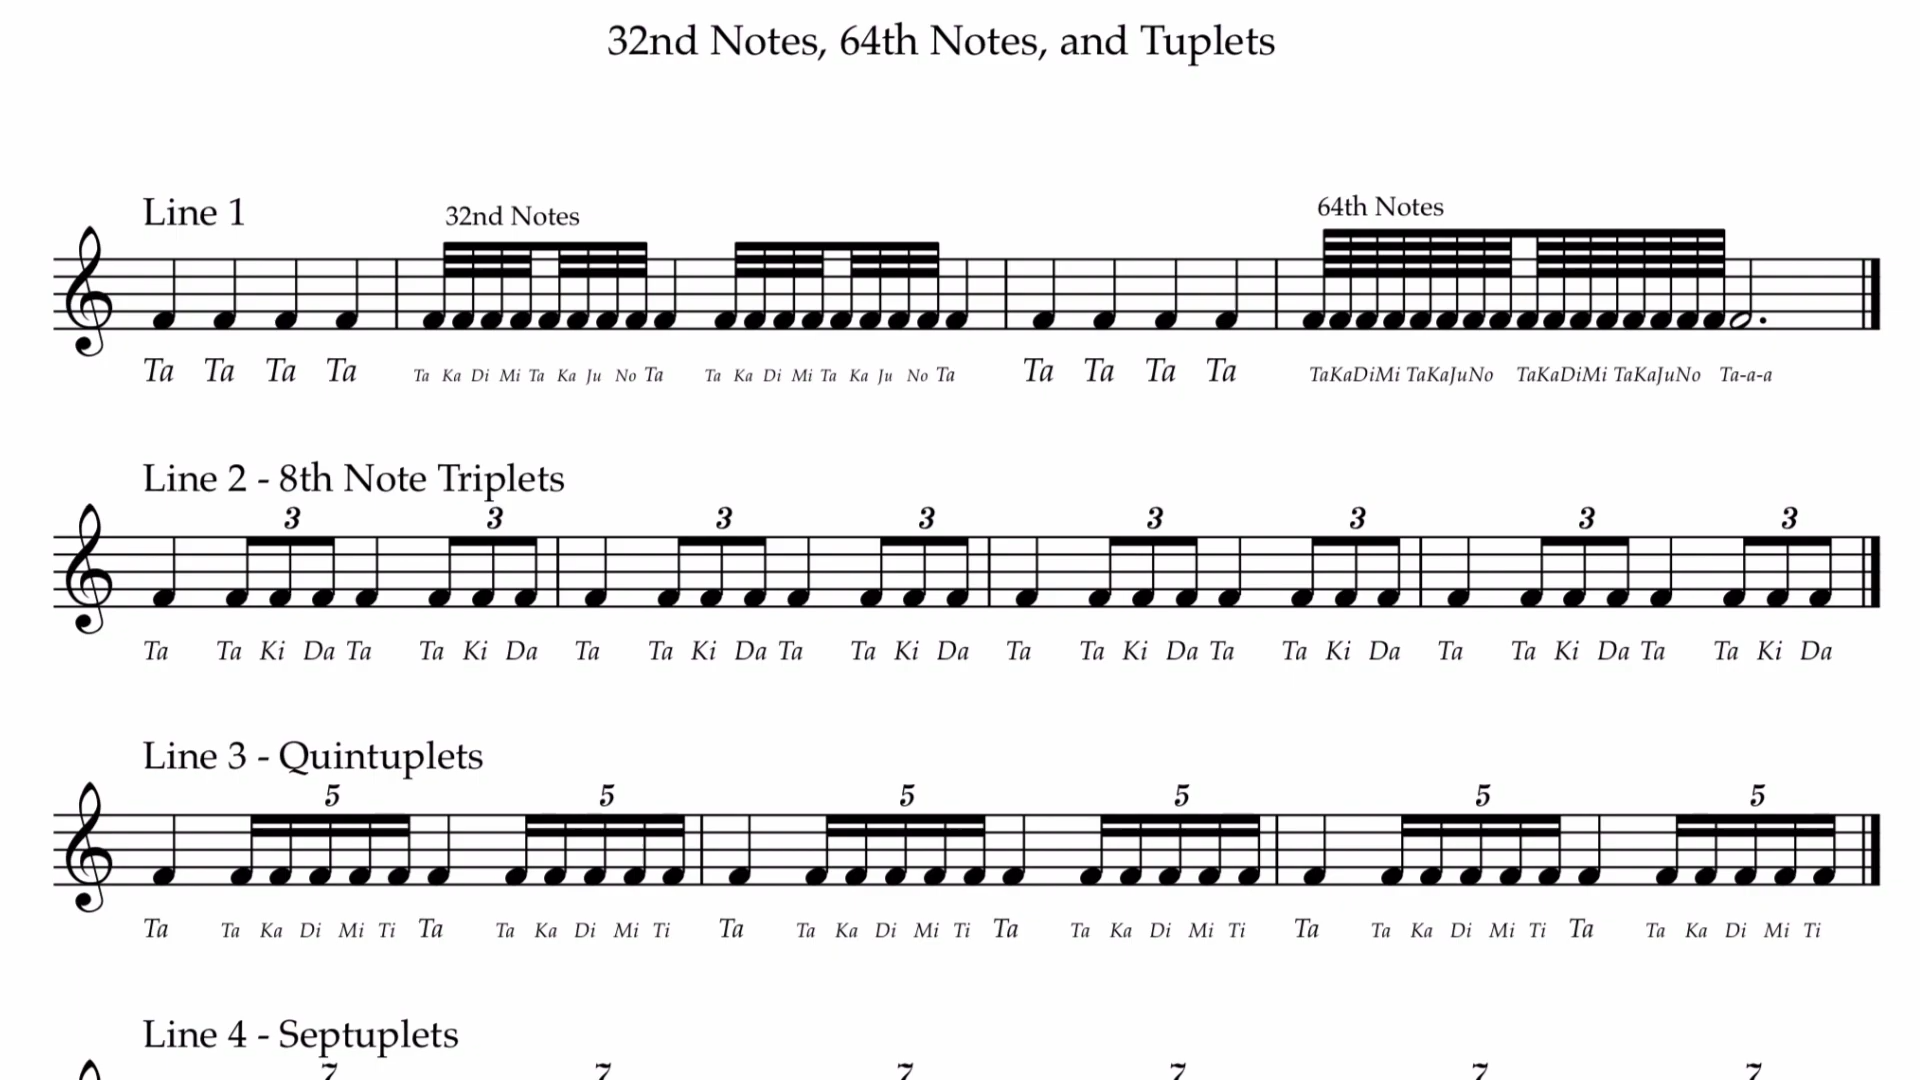 32nd Notes, 64th Notes, and Tuplets
Line 1
32nd Notes
64th Notes
Ta Ta Ta Ta Ta Ka Di Mi Ta Ka Ju No Ta Ta Ka Di Mi Ta Ka Ju No Ta Ta Ta Ta Ta TaKaDiMi TaKaJuNo TaKaDiMi TaKaJuNo Ta-a-a
Line 2 - 8th Note Triplets
3 3 3 3 3 3 3 3
Ta Ta Ki Da Ta Ta Ki Da Ta Ta Ki Da Ta Ta Ki Da Ta Ta Ki Da Ta Ta Ki Da Ta Ta Ki Da Ta Ta Ki Da
Line 3 - Quintuplets
5 5 5 5 5 5
Ta Ta Ka Di Mi Ti Ta Ta Ka Di Mi Ti Ta Ta Ka Di Mi Ti Ta Ta Ka Di Mi Ti Ta Ta Ka Di Mi Ti Ta Ta Ka Di Mi Ti
Line 4 - Septuplets
7 7 7 7 7 7